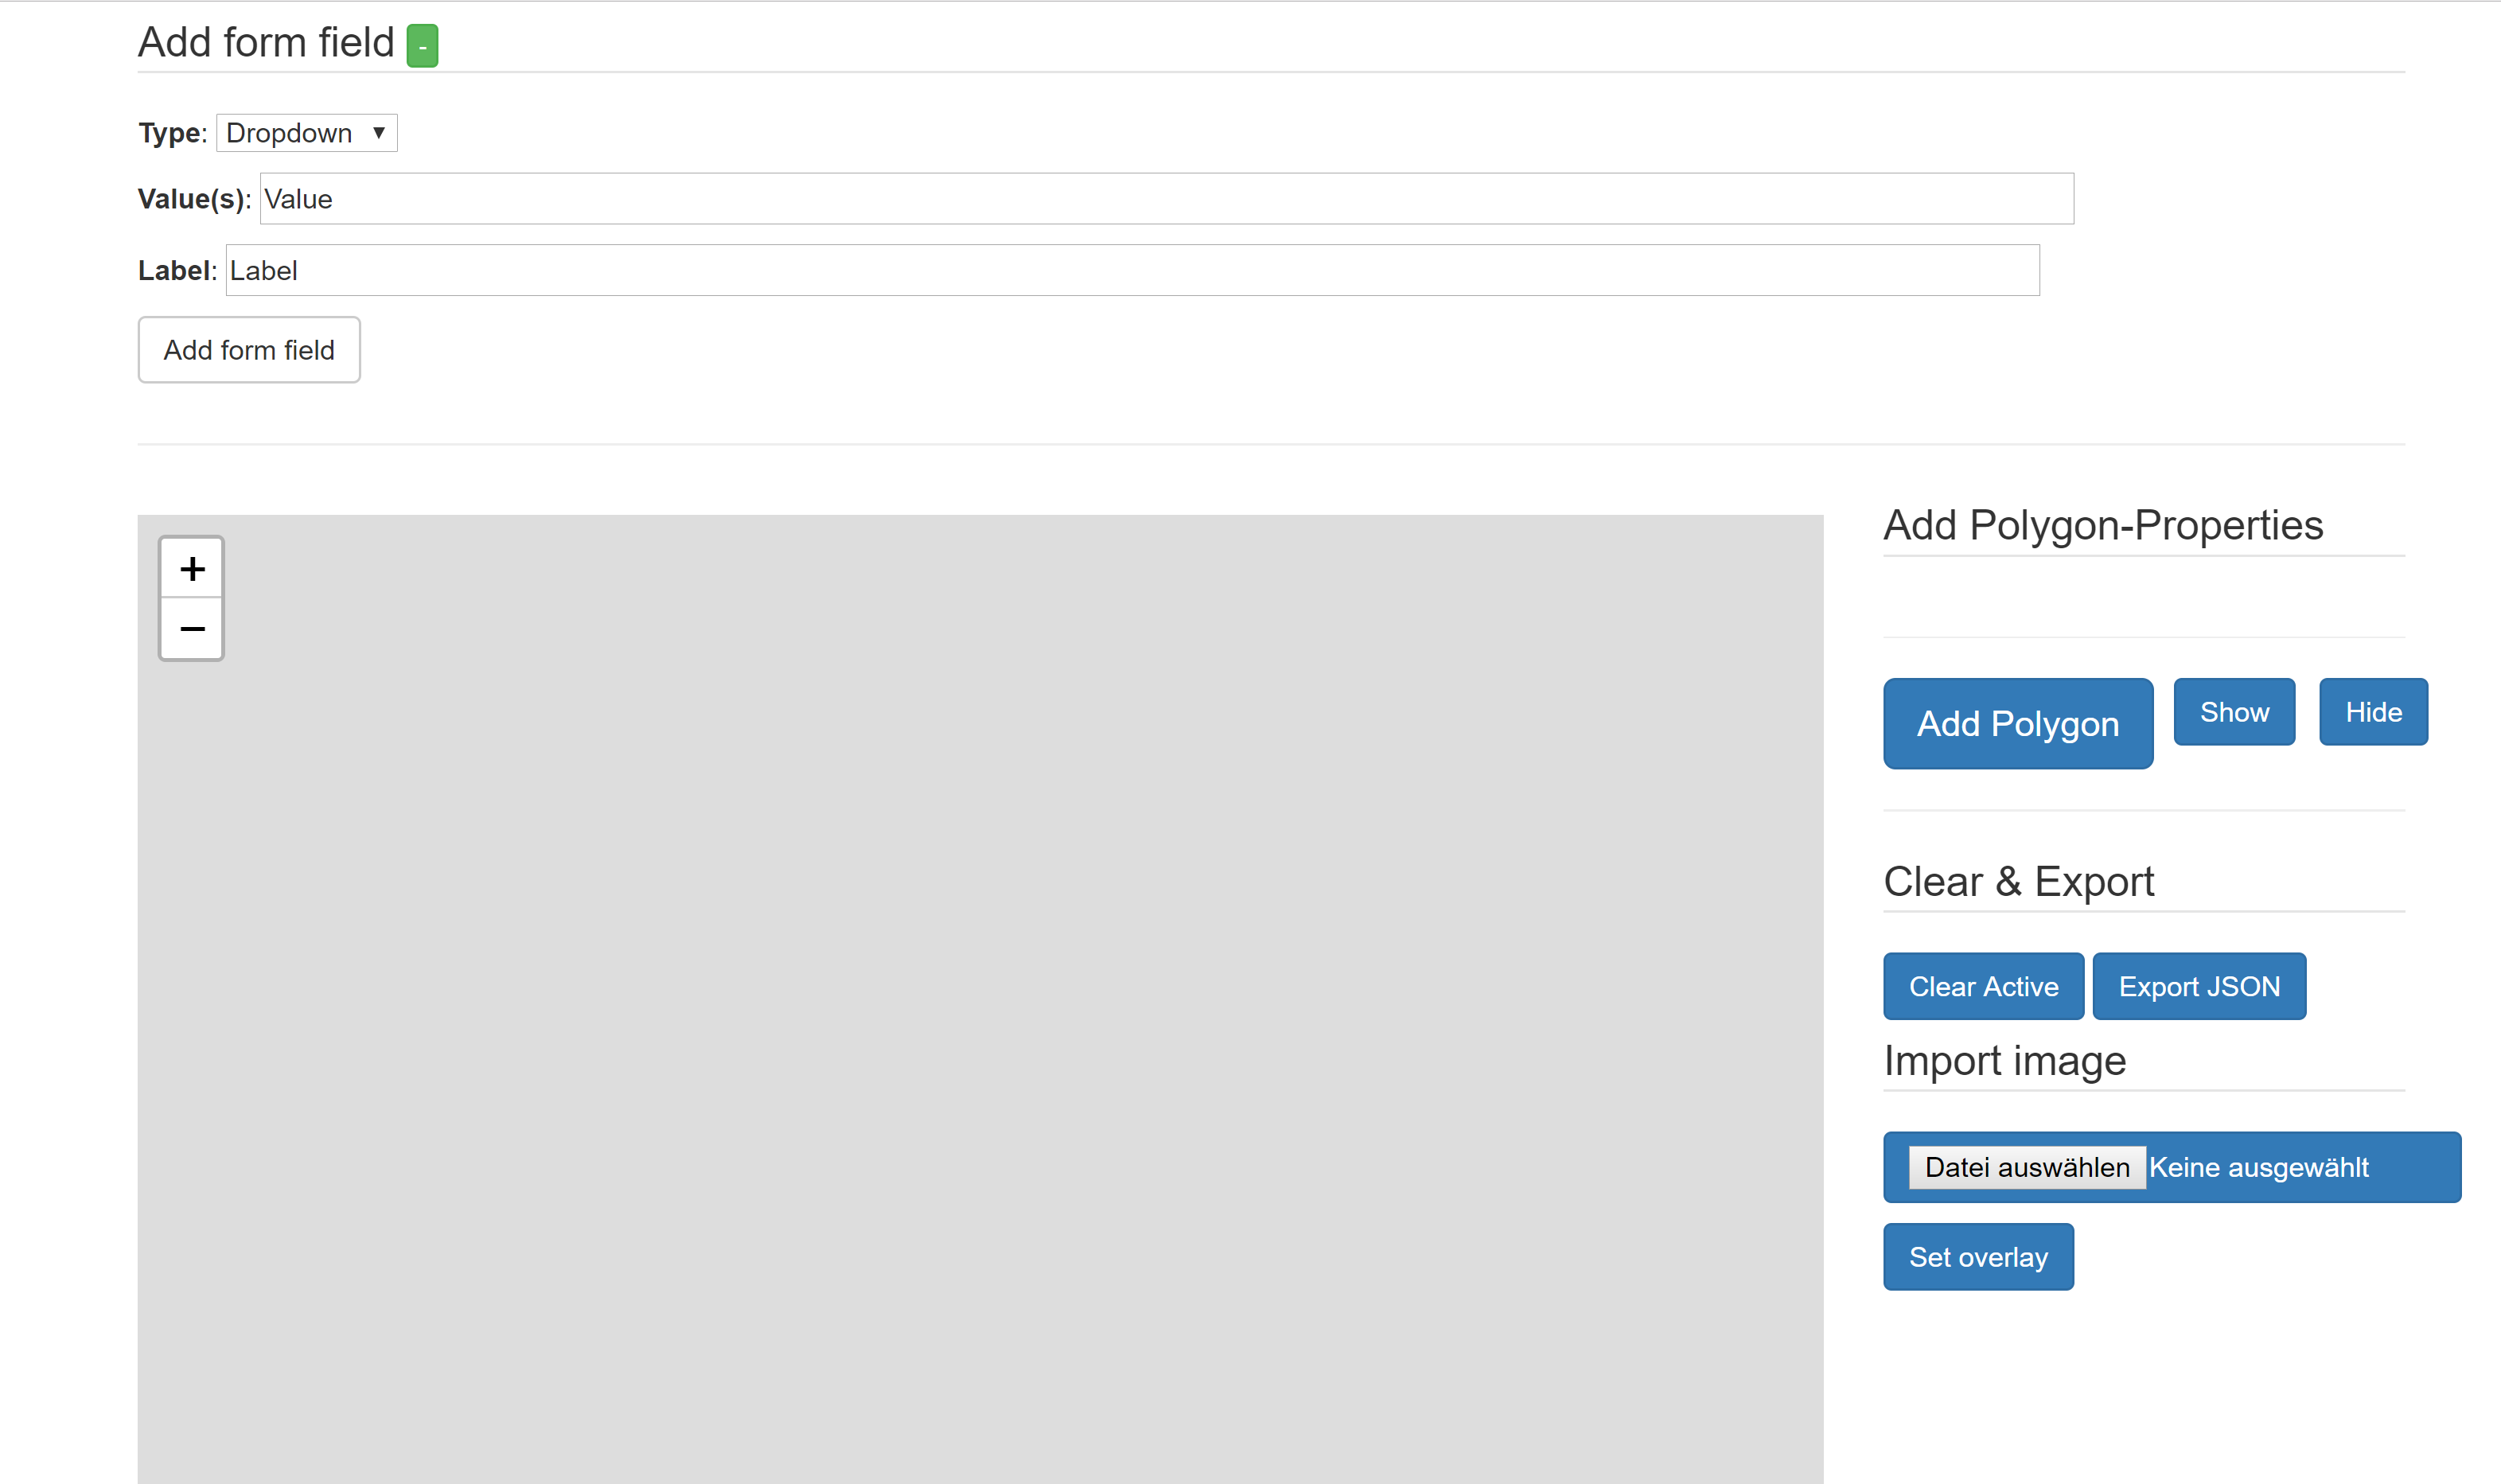 Add form field -
Type: Dropdown ▼
Value(s): Value
Label: Label
Add form field
+
−
Add Polygon-Properties
Add Polygon Show Hide
Clear & Export
Clear Active Export JSON
Import image
Datei auswählen Keine ausgewählt
Set overlay